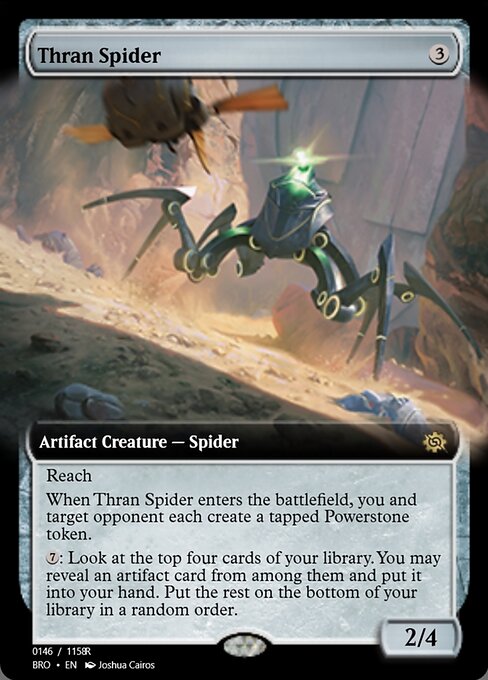 Thran Spider 3
Artifact Creature — Spider
Reach
When Thran Spider enters the battlefield, you and
target opponent each create a tapped Powerstone
token.
7: Look at the top four cards of your library. You may
reveal an artifact card from among them and put it
into your hand. Put the rest on the bottom of your
library in a random order.
2/4
0146 / 1158R
BRO • EN Joshua Cairos